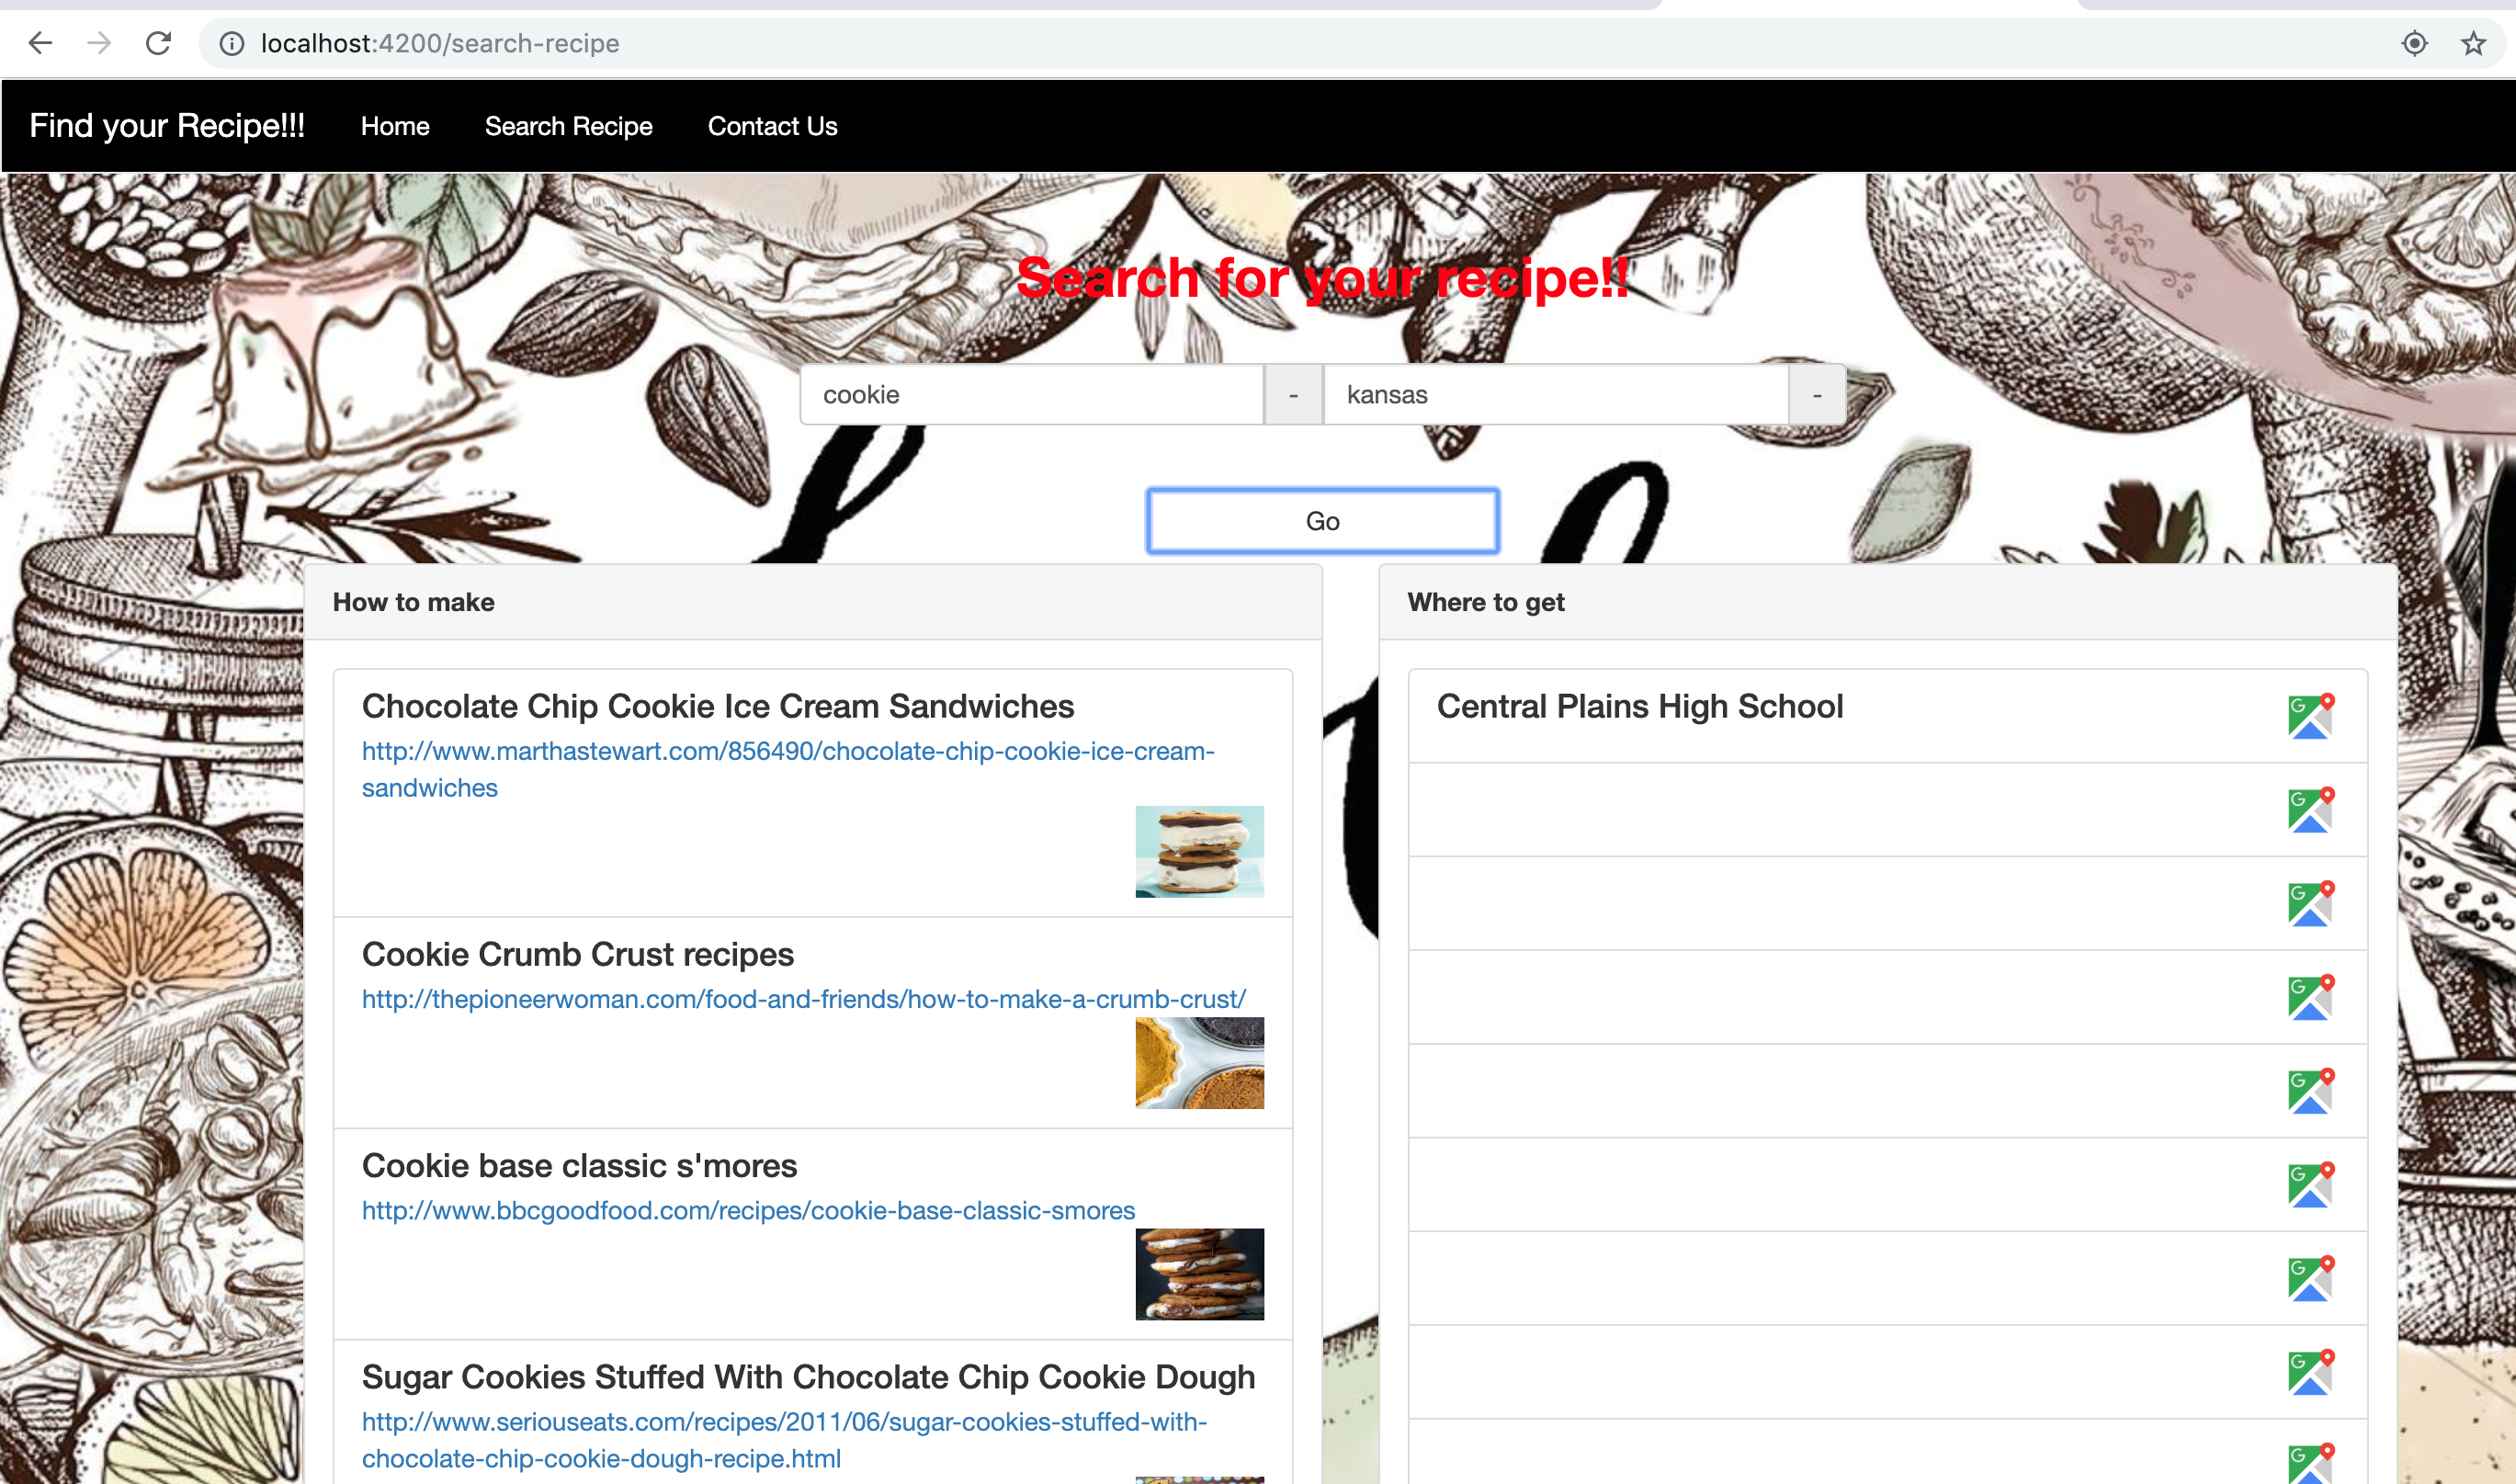 localhost:4200/search-recipe
Find your Recipe!!! Home Search Recipe Contact Us
Search for your recipe!!
cookie - kansas -
Go
How to make
Chocolate Chip Cookie Ice Cream Sandwiches
http://www.marthastewart.com/856490/chocolate-chip-cookie-ice-cream-
sandwiches
Cookie Crumb Crust recipes
http://thepioneerwoman.com/food-and-friends/how-to-make-a-crumb-crust/
Cookie base classic s'mores
http://www.bbcgoodfood.com/recipes/cookie-base-classic-smores
Sugar Cookies Stuffed With Chocolate Chip Cookie Dough
http://www.seriouseats.com/recipes/2011/06/sugar-cookies-stuffed-with-
chocolate-chip-cookie-dough-recipe.html
Where to get
Central Plains High School